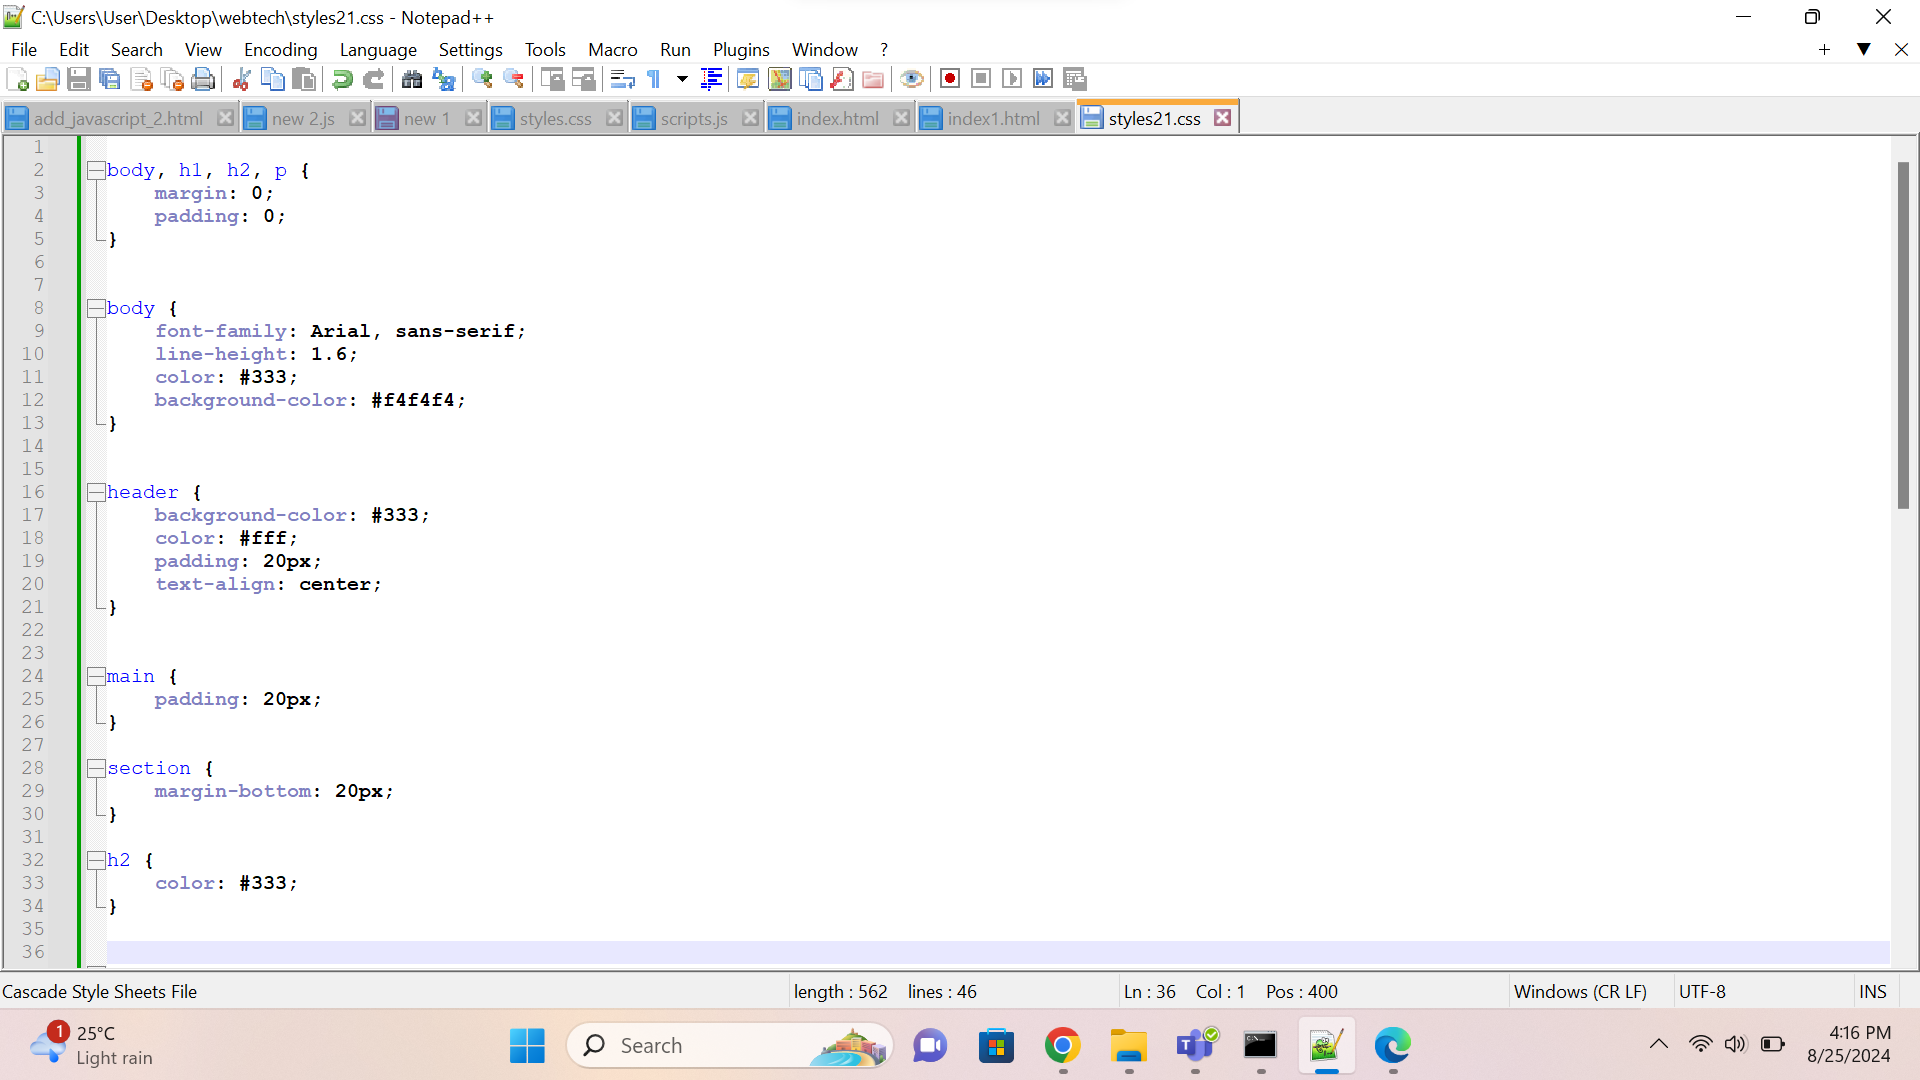 C:\Users\User\Desktop\webtech\styles21.css - Notepad++
File Edit Search View Encoding Language Settings Tools Macro Run Plugins Window ?
add_javascript_2.html new 2.js new 1 styles.css scripts.js index.html index1.html styles21.css
1
2 body, h1, h2, p {
3 margin: 0;
4 padding: 0;
5 }
6
7
8 body {
9 font-family: Arial, sans-serif;
10 line-height: 1.6;
11 color: #333;
12 background-color: #f4f4f4;
13 }
14
15
16 header {
17 background-color: #333;
18 color: #fff;
19 padding: 20px;
20 text-align: center;
21 }
22
23
24 main {
25 padding: 20px;
26 }
27
28 section {
29 margin-bottom: 20px;
30 }
31
32 h2 {
33 color: #333;
34 }
35
36
Cascade Style Sheets File length : 562 lines : 46 Ln : 36 Col : 1 Pos : 400 Windows (CR LF) UTF-8 INS
1 25°C
Light rain
Search
4:16 PM
8/25/2024